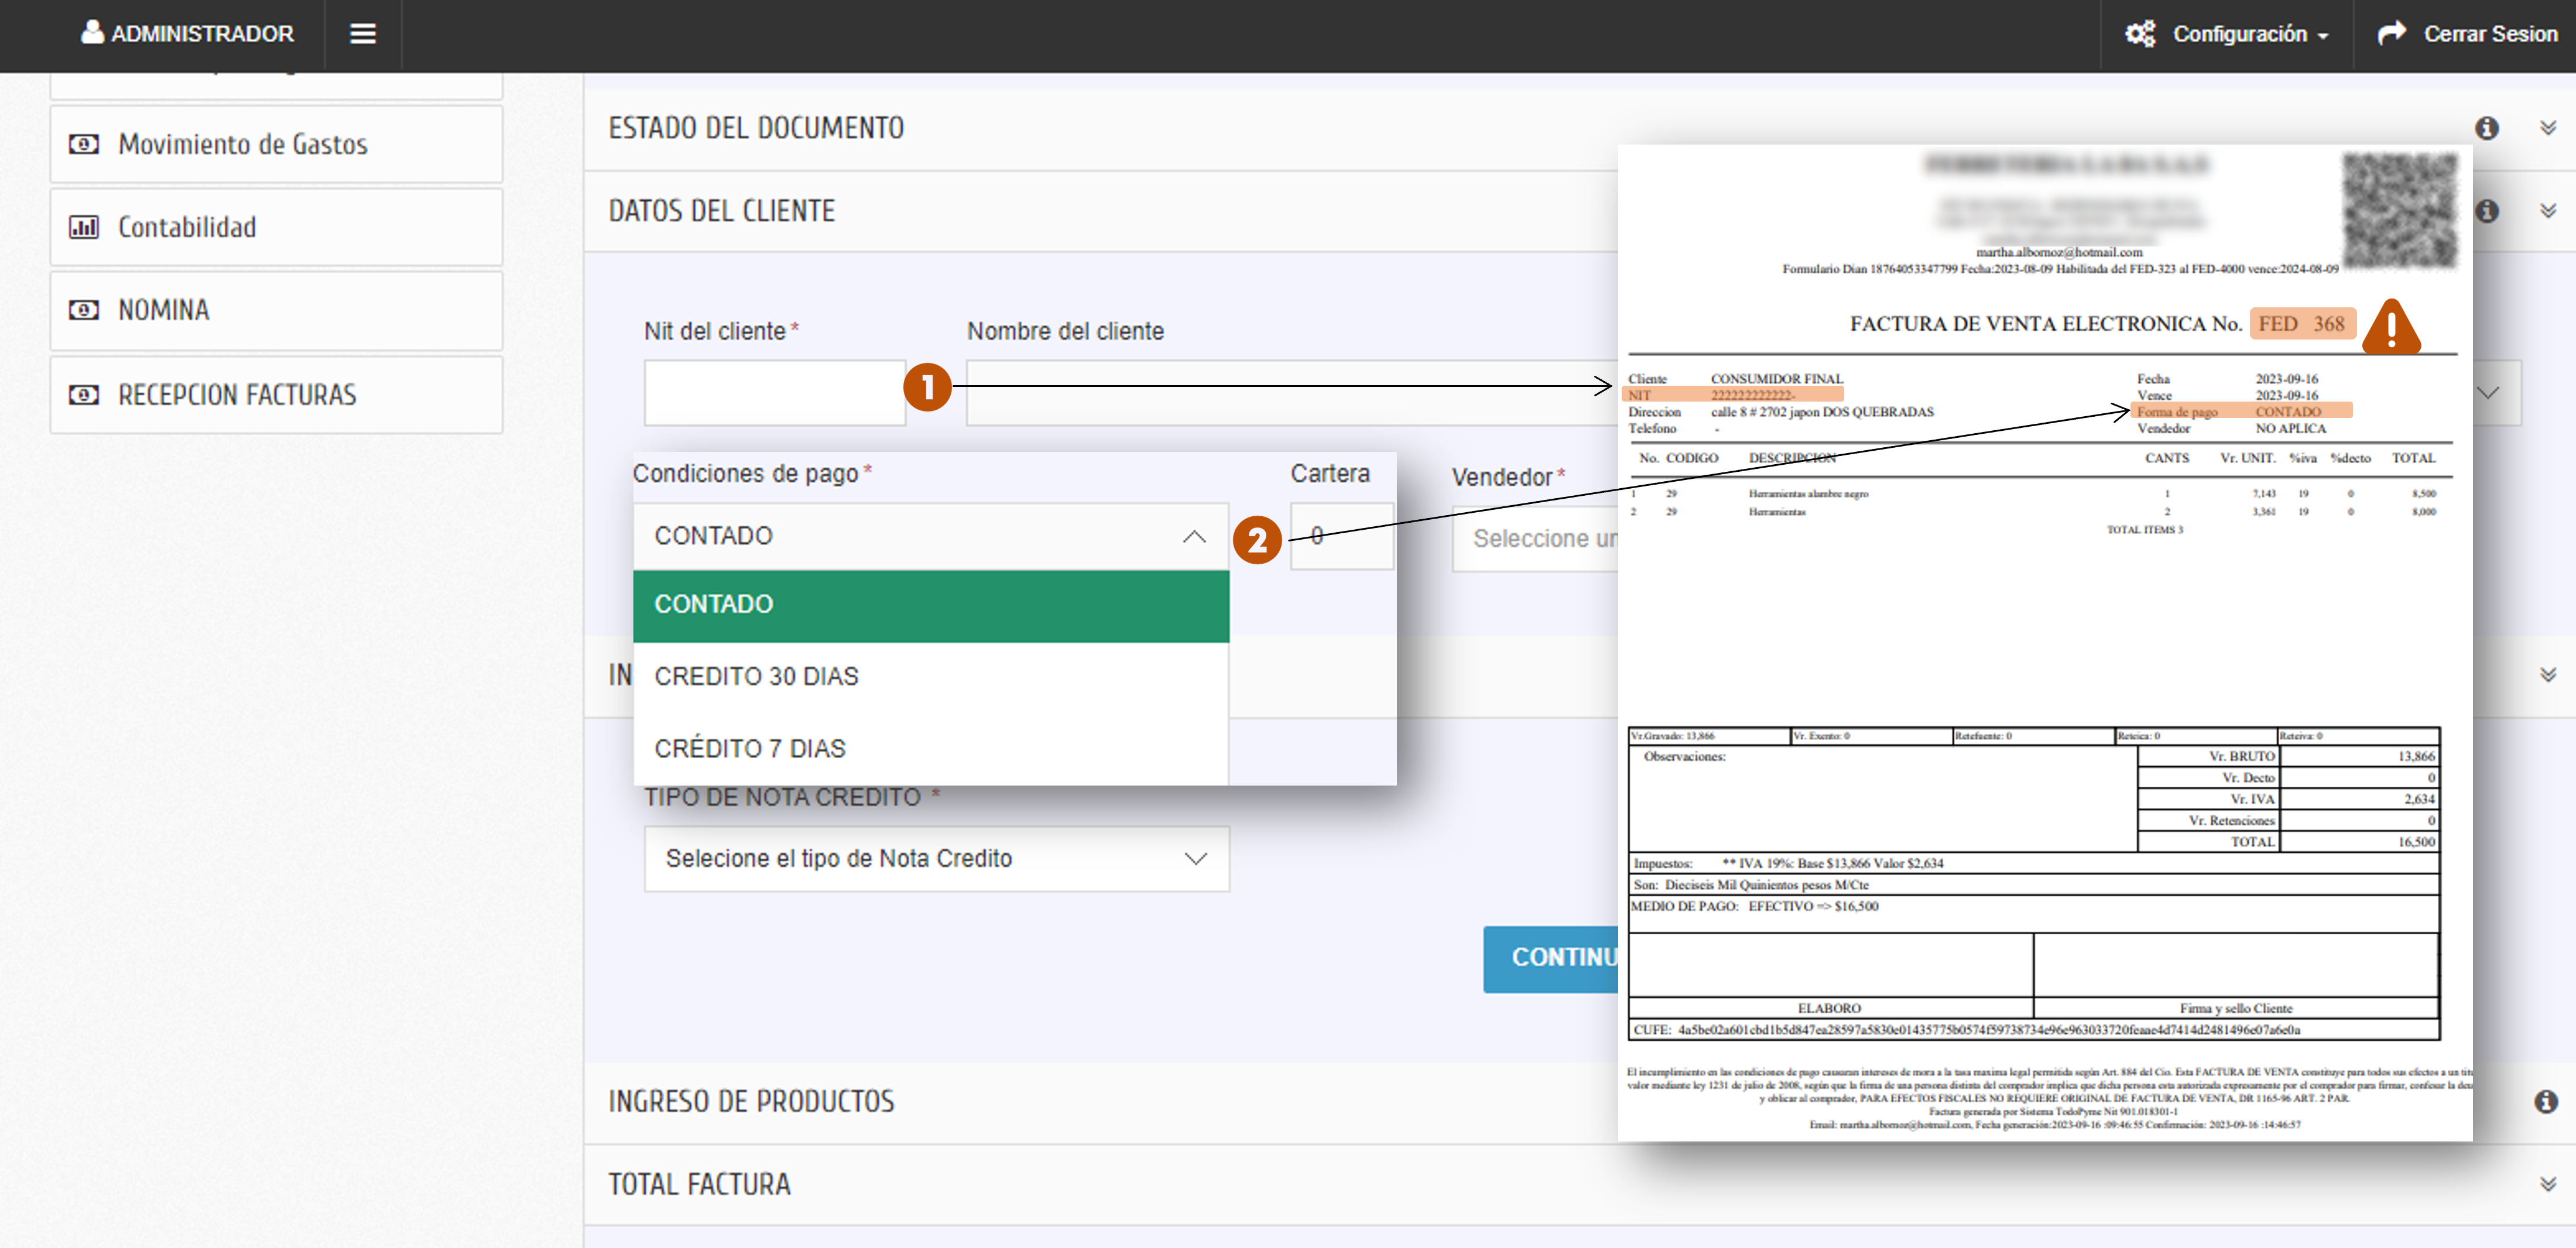 ADMINISTRADOR
Configuración
Cerrar Sesion
Movimiento de Gastos
Contabilidad
NOMINA
RECEPCION FACTURAS
ESTADO DEL DOCUMENTO
DATOS DEL CLIENTE
Nit del cliente *
Nombre del cliente
1
Condiciones de pago *
Cartera
Vendedor *
CONTADO
2
0
Seleccione un
CONTADO
CREDITO 30 DIAS
CRÉDITO 7 DIAS
IN
TIPO DE NOTA CREDITO *
Selecione el tipo de Nota Credito
CONTINU
INGRESO DE PRODUCTOS
TOTAL FACTURA
martha.albornoz@hotmail.com
Formulario Dian 18764053347799 Fecha:2023-08-09 Habilitada del FED-323 al FED-4000 vence:2024-08-09
FACTURA DE VENTA ELECTRONICA No. FED 368
Cliente CONSUMIDOR FINAL Fecha 2023-09-16
NIT 222222222222- Vence 2023-09-16
Direccion calle 8 # 2702 japon DOS QUEBRADAS Forma de pago CONTADO
Telefono - Vendedor NO APLICA
No. CODIGO DESCRIPCION CANTS Vr. UNIT. %iva %decto TOTAL
1 29 Herramientas alambre negro 1 7,143 19 0 8,500
2 29 Herramientas 2 3,361 19 0 8,000
TOTAL ITEMS 3
Vr.Gravado: 13,866 Vr. Exento: 0 Retefuente: 0 Reteica: 0 Reteiva: 0
Observaciones: Vr. BRUTO 13,866
Vr. Decto 0
Vr. IVA 2,634
Vr. Retenciones 0
TOTAL 16,500
Impuestos: ** IVA 19%: Base $13,866 Valor $2,634
Son: Dieciseis Mil Quinientos pesos M/Cte
MEDIO DE PAGO: EFECTIVO => $16,500
ELABORO Firma y sello Cliente
CUFE: 4a5be02a601cbd1b5d847ea28597a5830e01435775b0574f59738734e96e963033720feaae4d7414d2481496e07a6e0a
El incumplimiento en las condiciones de pago causaran intereses de mora a la tasa maxima legal permitida según Art. 884 del Cio. Esta FACTURA DE VENTA constituye para todos sus efectos a un
valor mediante ley 1231 de julio de 2008, según que la firma de una persona distinta del comprador implica que dicha persona esta autorizada expresamente por el comprador para firmar, confesar la
y oblicar al comprador, PARA EFECTOS FISCALES NO REQUIERE ORIGINAL DE FACTURA DE VENTA, DR 1165-96 ART. 2 PAR.
Factura generada por Sistema TodoPyme Nit 901.018301-1
Email: martha.albornoz@hotmail.com, Fecha generación:2023-09-16 :09:46:55 Confirmación: 2023-09-16 :14:46:57